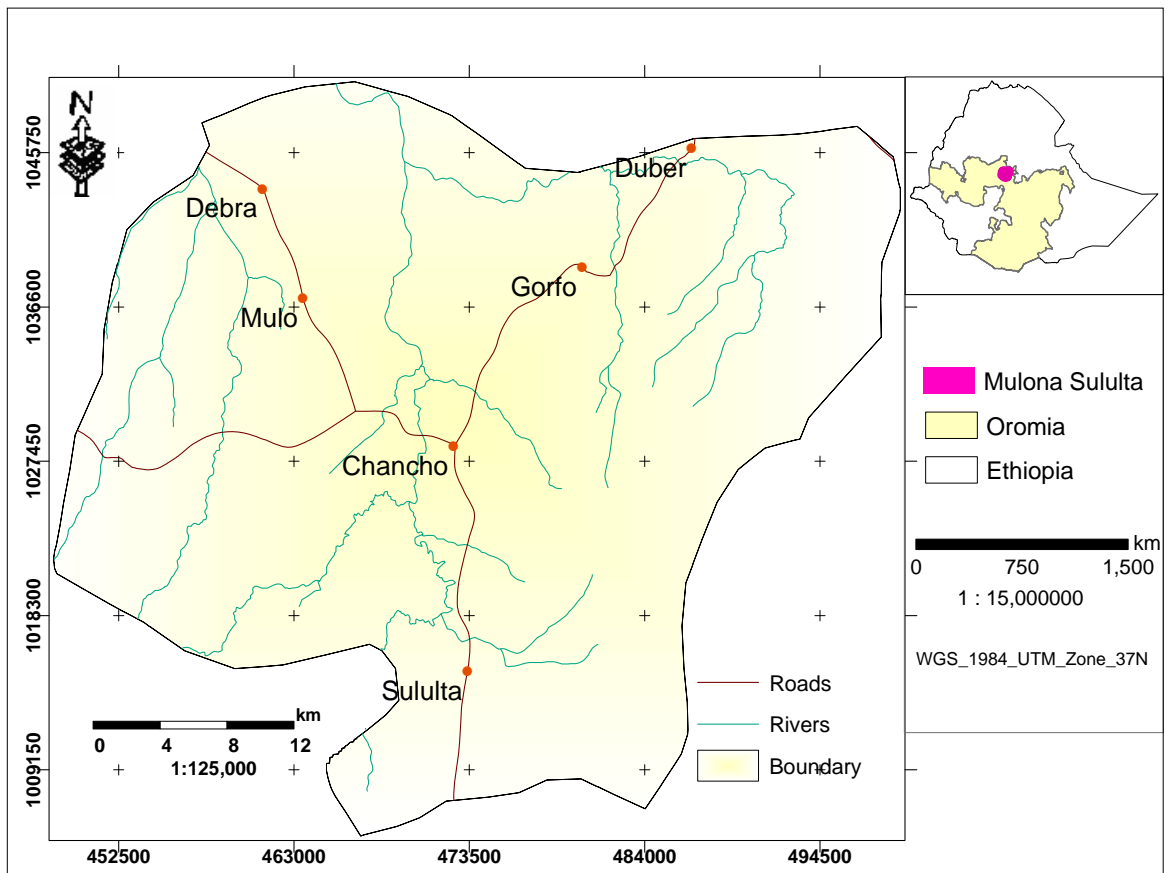 N
1045750
1036600
1027450
1018300
1009150
Duber
Debra
Gorfo
Mulo
Chancho
Sululta
km
0 4 8 12
1:125,000
Roads
Rivers
Boundary
452500 463000 473500 484000 494500
Mulona Sululta
Oromia
Ethiopia
km
0 750 1,500
1 : 15,000000
WGS_1984_UTM_Zone_37N